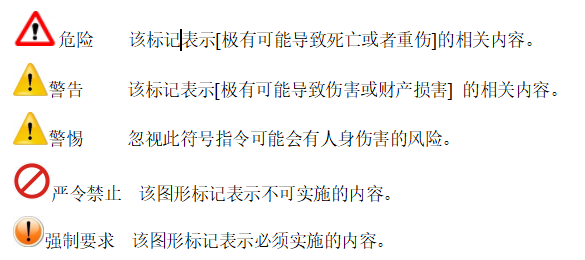 危险 该标记表示[极有可能导致死亡或者重伤]的相关内容。
警告 该标记表示[极有可能导致伤害或财产损害] 的相关内容。
警惕 忽视此符号指令可能会有人身伤害的风险。
严令禁止 该图形标记表示不可实施的内容。
强制要求 该图形标记表示必须实施的内容。